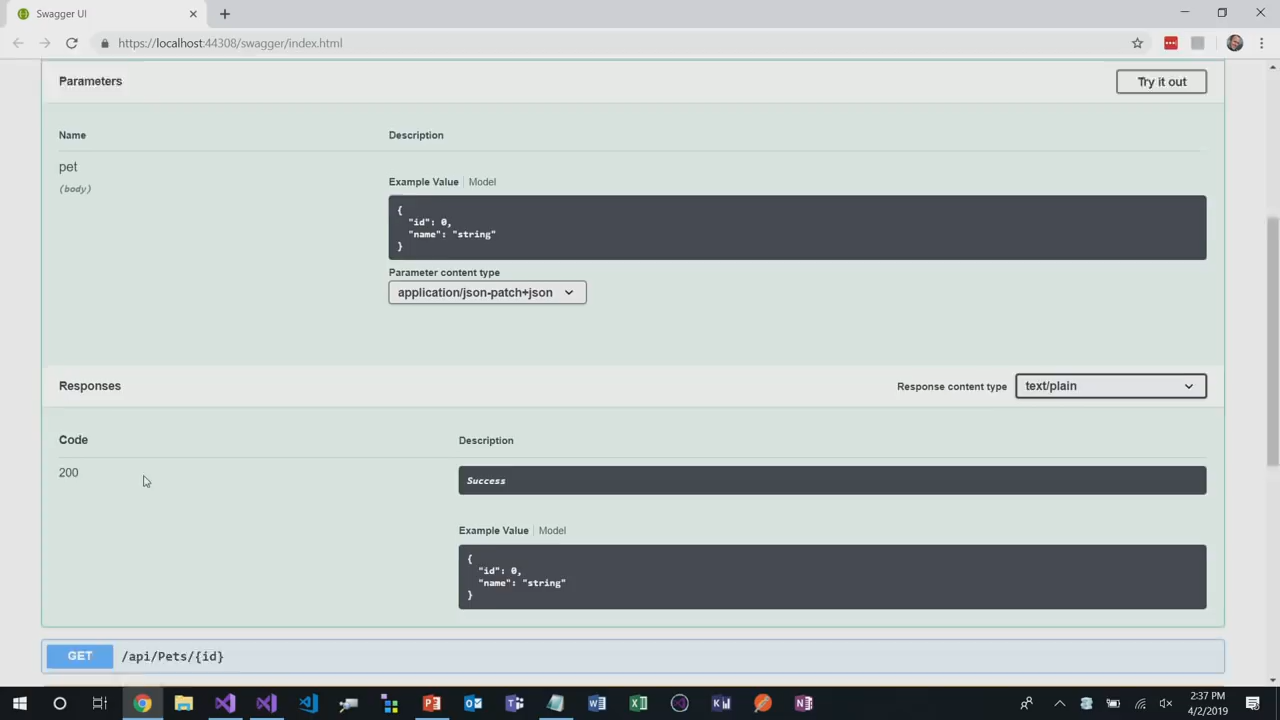 Swagger UI
https://localhost:44308/swagger/index.html
Parameters
Try it out
Name
Description
pet
(body)
Example Value
Model
{
"id": 0,
"name": "string"
}
Parameter content type
application/json-patch+json
Responses
Response content type
text/plain
Code
Description
200
Success
Example Value
Model
{
"id": 0,
"name": "string"
}
GET
/api/Pets/{id}
2:37 PM
4/2/2019